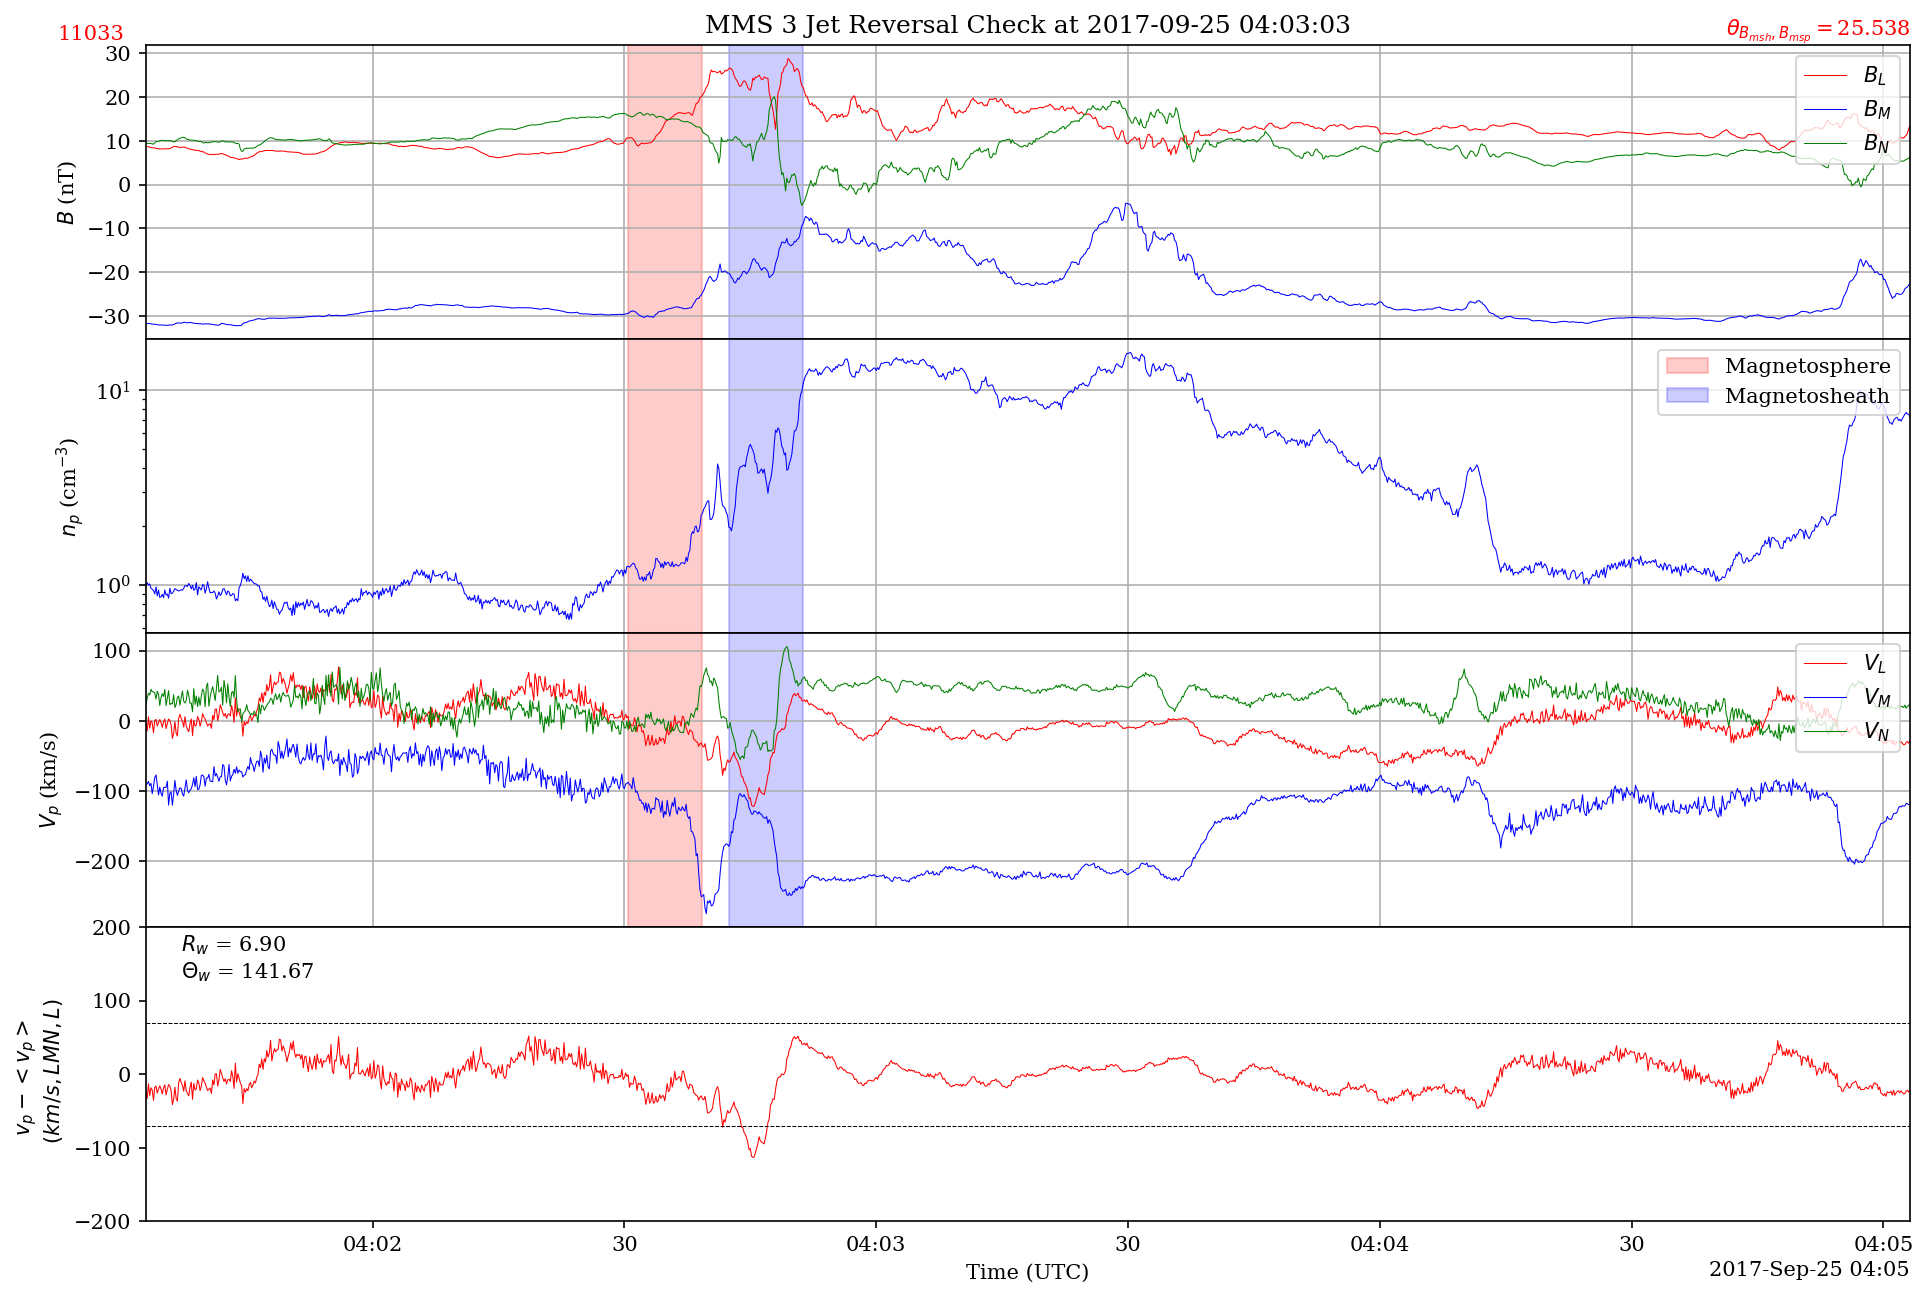 MMS 3 Jet Reversal Check at 2017-09-25 04:03:03
11033
θ_{B_{msh}, B_{msp}} = 25.538
30
20
10
0
−10
−20
−30
B (nT)
B_L
B_M
B_N
10^1
10^0
n_p (cm^{−3})
Magnetosphere
Magnetosheath
100
0
−100
−200
V_p (km/s)
V_L
V_M
V_N
200
100
0
−100
−200
v_p − < v_p >
(km/s, LMN, L)
R_w = 6.90
Θ_w = 141.67
04:02 30 04:03 30 04:04 30 04:05
Time (UTC)
2017-Sep-25 04:05